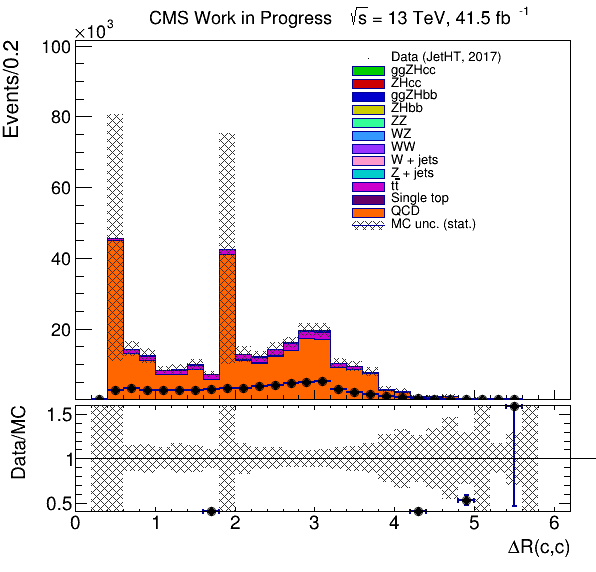 CMS Work in Progress √s = 13 TeV, 41.5 fb⁻¹
×10³
Events/0.2
100
80
60
40
20
Data (JetHT, 2017)
ggZHcc
ZHcc
ggZHbb
ZHbb
ZZ
WZ
WW
W + jets
Z + jets
tt̅
Single top
QCD
MC unc. (stat.)
Data/MC
1.5
1
0.5
0 1 2 3 4 5 6
ΔR(c,c)